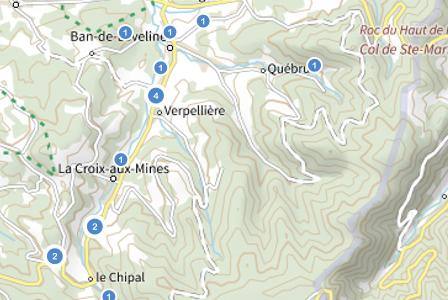 Roc du Haut de
1
1
Ban-de-Laveline
1
Col de Ste-Mar
1
Québru
1
4
Verpellière
1
La Croix-aux-Mines
2
2
le Chipal
1